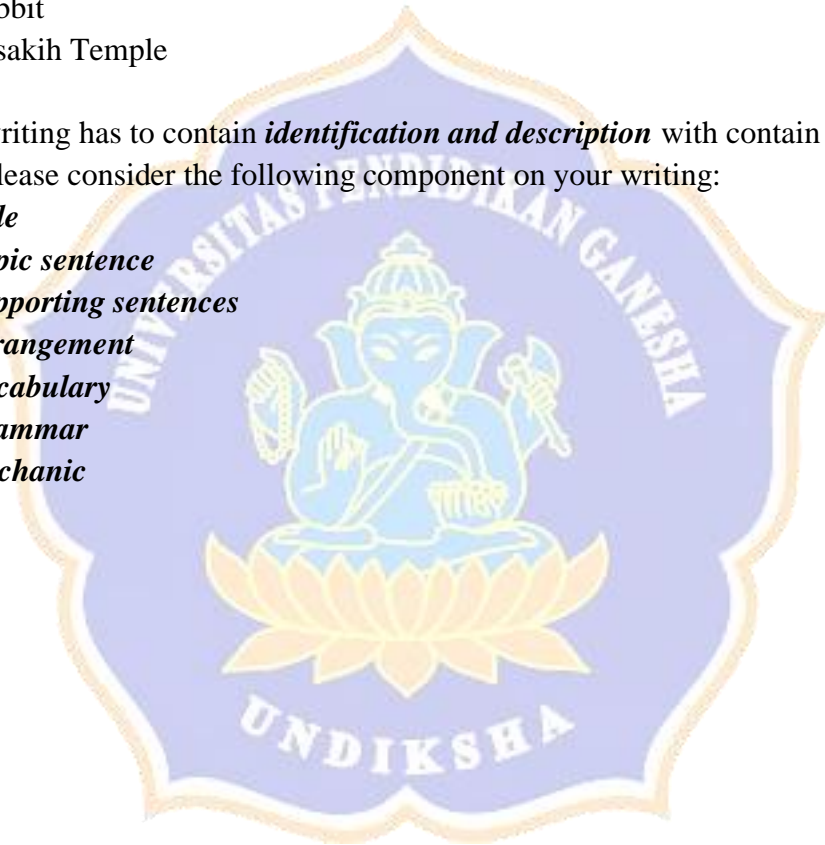 bbit
sakih Temple
riting has to contain identification and description with contain
lease consider the following component on your writing:
le
pic sentence
pporting sentences
rangement
cabulary
ammar
chanic
UNIVERSITAS PENDIDIKAN GANESHA
UNDIKSHA